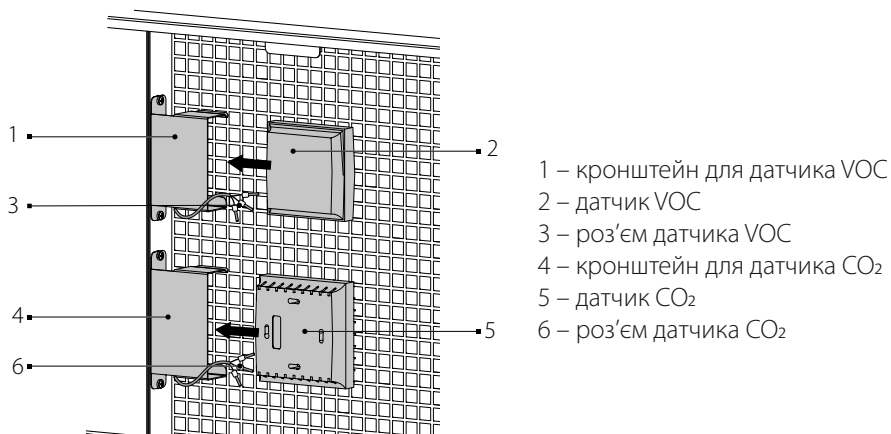 1
2
3
4
5
6
1 – кронштейн для датчика VOC
2 – датчик VOC
3 – роз’єм датчика VOC
4 – кронштейн для датчика CO₂
5 – датчик CO₂
6 – роз’єм датчика CO₂